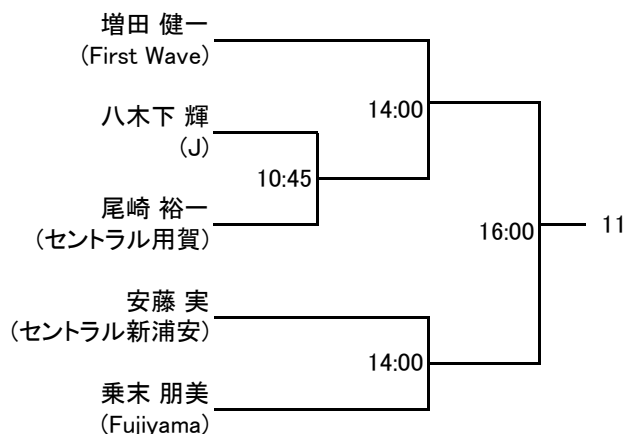 増田 健一
(First Wave)
八木下 輝
(J)
14:00
10:45
尾崎 裕一
(セントラル用賀)
16:00
11
安藤 実
(セントラル新浦安)
14:00
乗末 朋美
(Fujiyama)